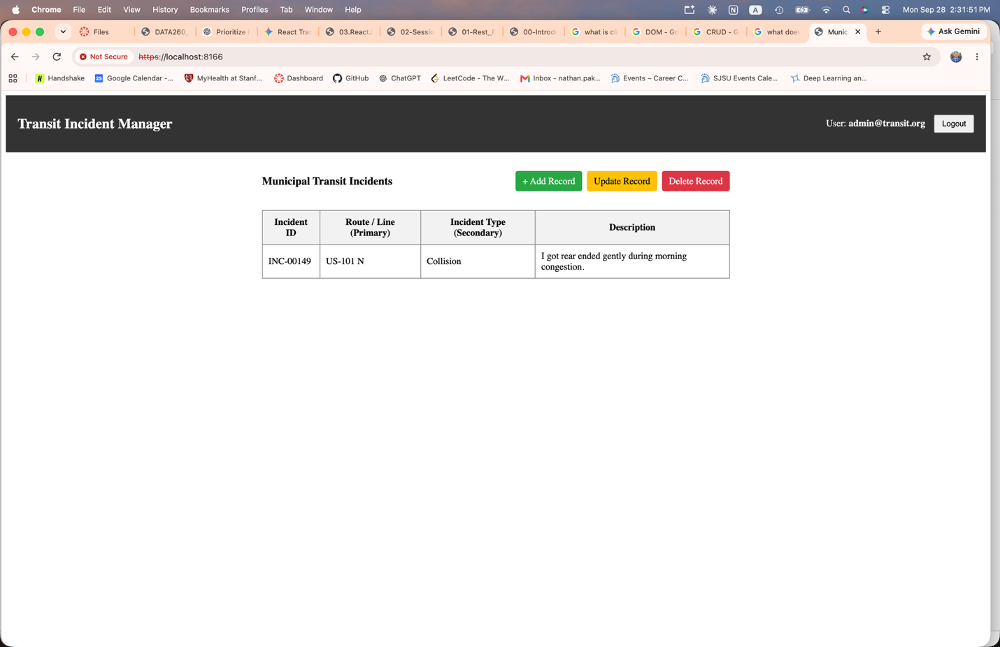 Chrome File Edit View History Bookmarks Profiles Tab Window Help A Mon Sep 28 2:31:51 PM
Files DATA260_ Prioritize React Tran 03.React. 02-Sessio 01-Rest_F 00-Introdu what is cli DOM - Go CRUD - G what does Munic Ask Gemini
Not Secure https://localhost:8166
Handshake Google Calendar -... MyHealth at Stanf... Dashboard GitHub ChatGPT LeetCode - The W... Inbox - nathan.pak... Events – Career C... SJSU Events Cale... Deep Learning an...
Transit Incident Manager User: admin@transit.org Logout
Municipal Transit Incidents + Add Record Update Record Delete Record
Incident ID
Route / Line (Primary)
Incident Type (Secondary)
Description
INC-00149 US-101 N Collision I got rear ended gently during morning
congestion.